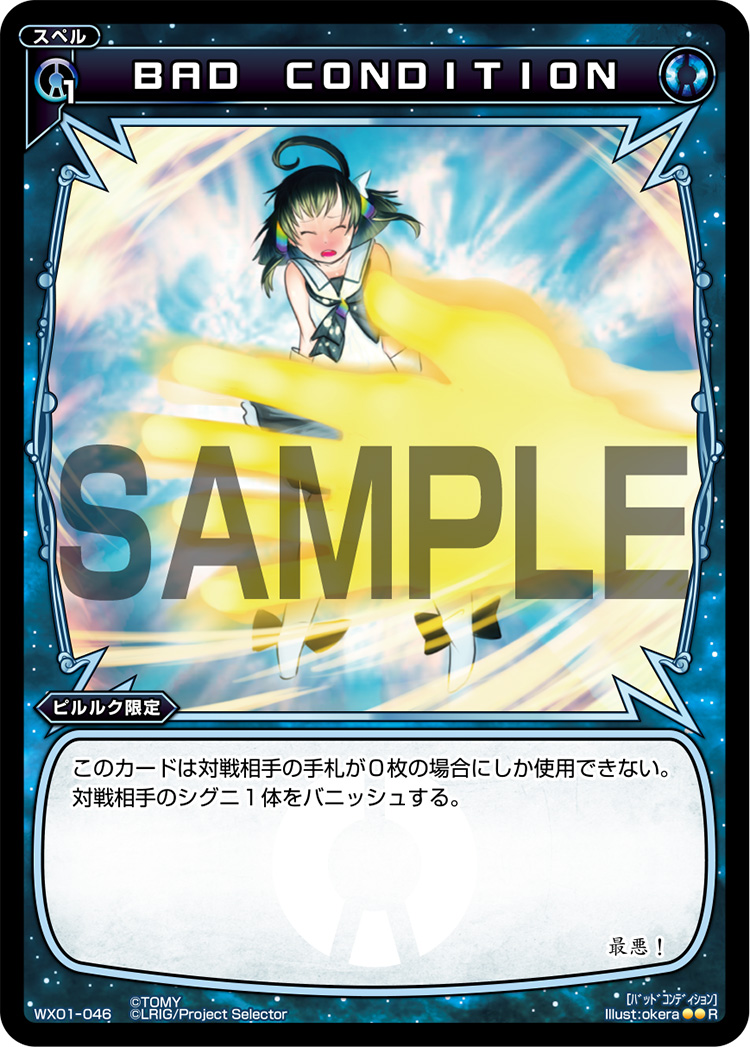 スペル
1
BAD CONDITION
SAMPLE
ピルルク限定
このカードは対戦相手の手札が0枚の場合にしか使用できない。
対戦相手のシグニ1体をバニッシュする。
最悪!
WX01-046
©TOMY
©LRIG/Project Selector
[バッドコンディション]
Illust:okera R